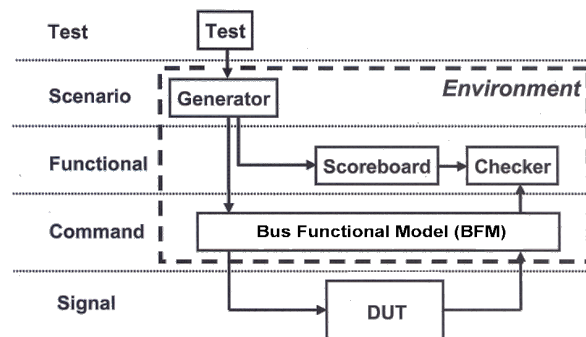 Test
Test
Scenario
Generator
Environment
Functional
Scoreboard
Checker
Command
Bus Functional Model (BFM)
Signal
DUT